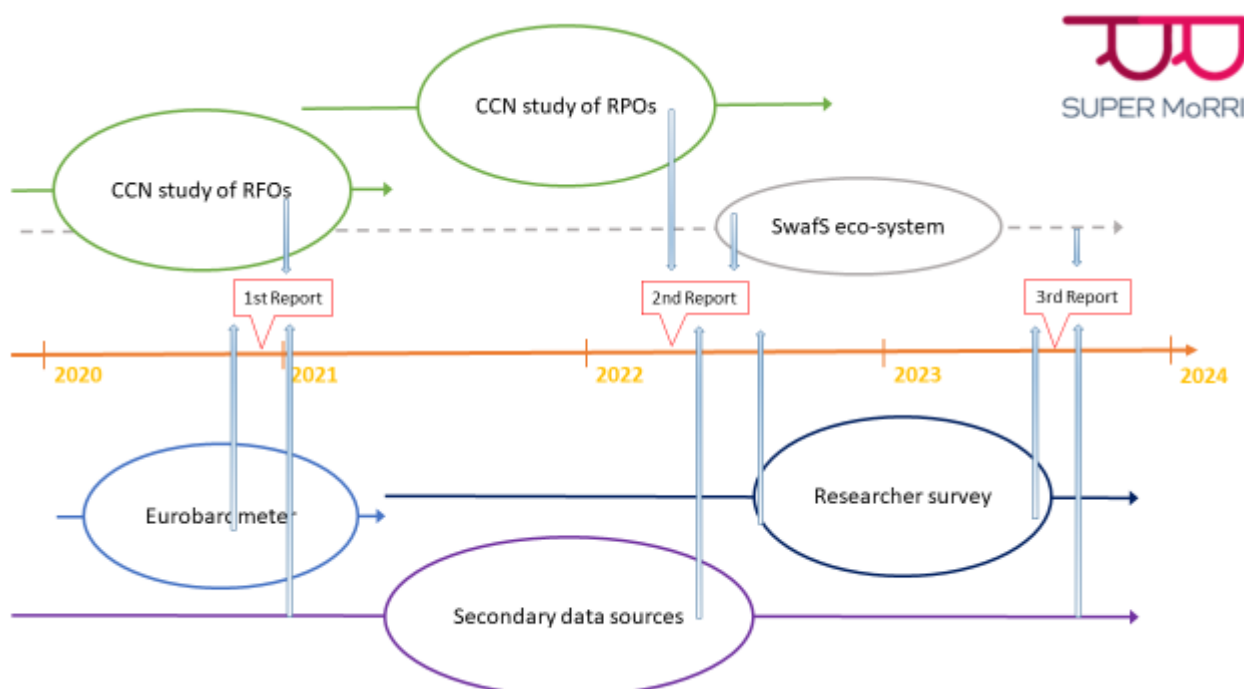 SUPER MoRRI
CCN study of RPOs
CCN study of RFOs
SwafS eco-system
1st Report
2nd Report
3rd Report
2020
2021
2022
2023
2024
Eurobarometer
Researcher survey
Secondary data sources